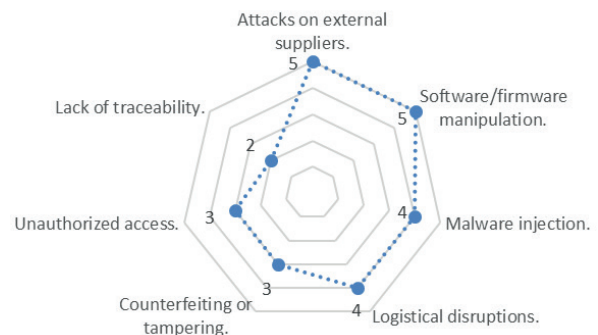 Attacks on external
suppliers.
5
Software/firmware
manipulation.
5
Lack of traceability.
2
Unauthorized access.
3
4
Malware injection.
Counterfeiting or
tampering.
3
4
Logistical disruptions.